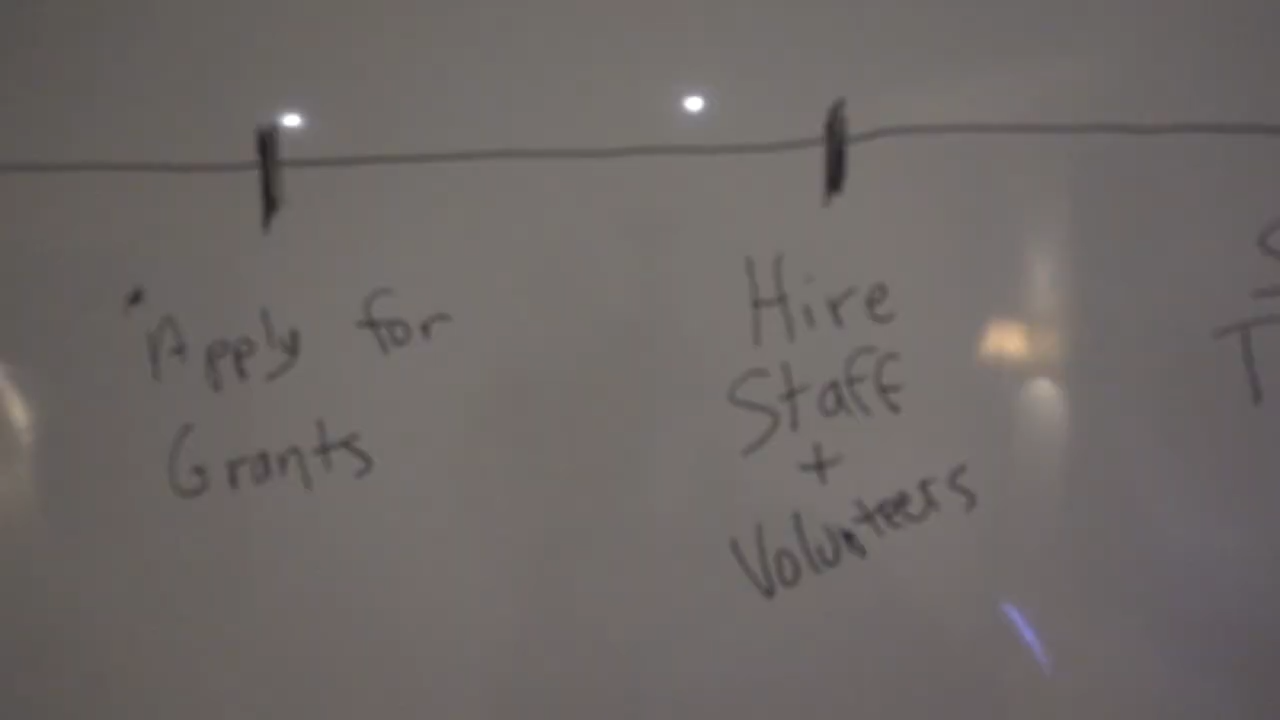 Apply for
Grants
Hire
Staff
+
Volunteers